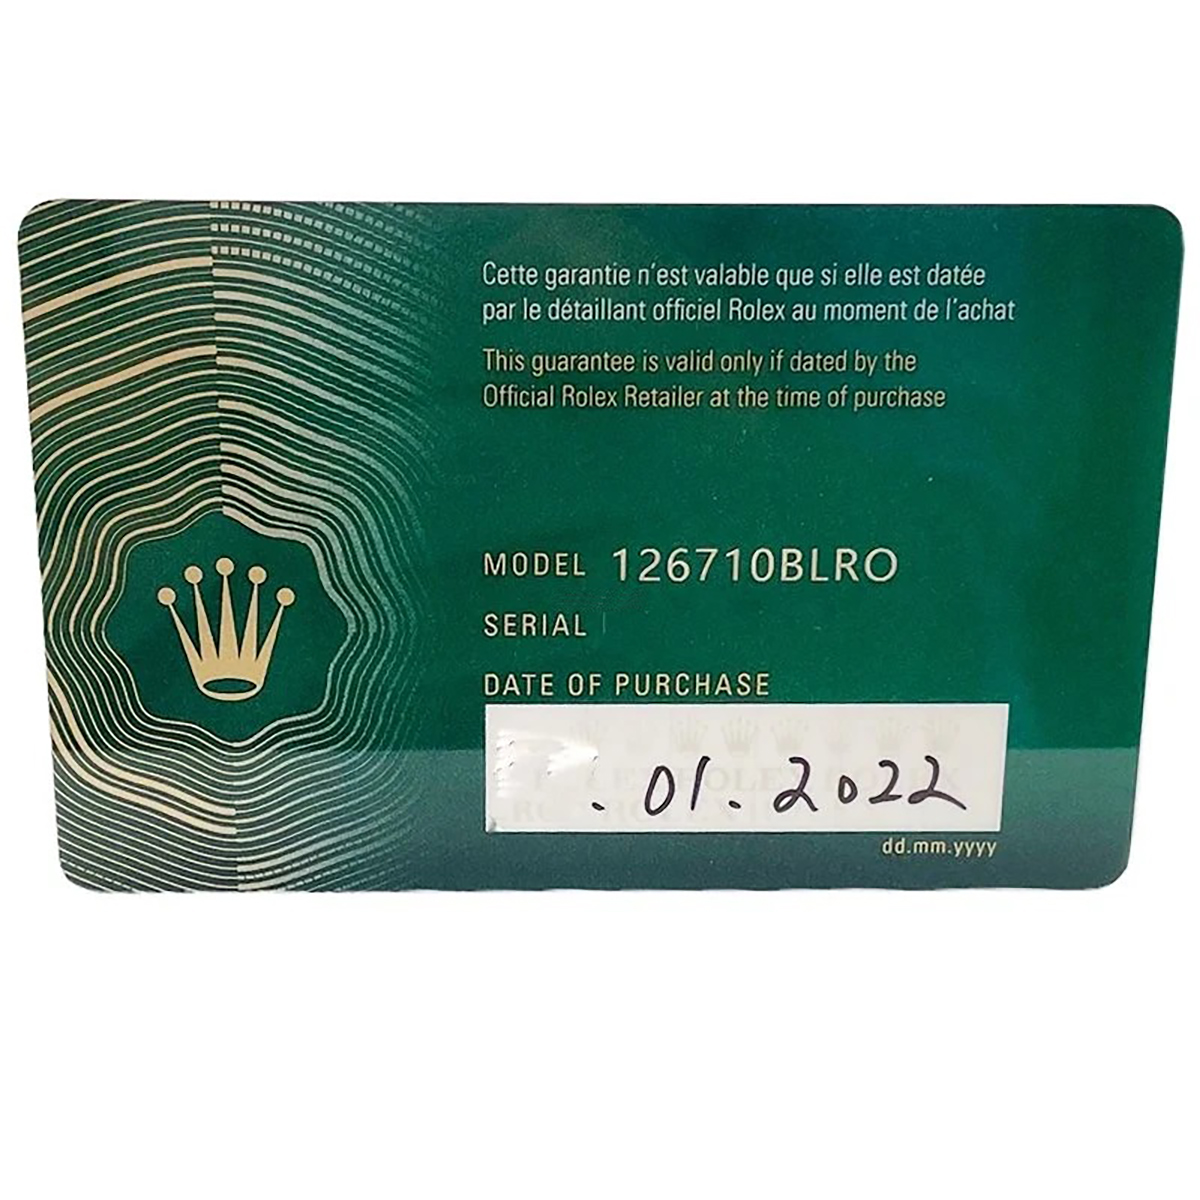 Cette garantie n'est valable que si elle est datée
par le détaillant officiel Rolex au moment de l'achat
This guarantee is valid only if dated by the
Official Rolex Retailer at the time of purchase
MODEL 126710BLRO
SERIAL
DATE OF PURCHASE
. 01. 2022
dd.mm.yyyy